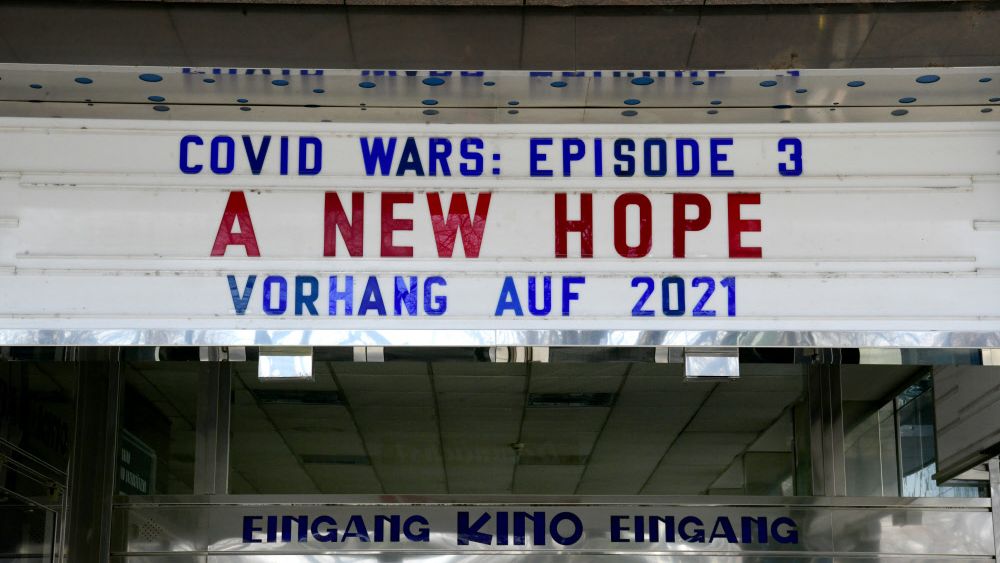 COVID WARS: EPISODE 3
A NEW HOPE
VORHANG AUF 2021
EINGANG KINO EINGANG